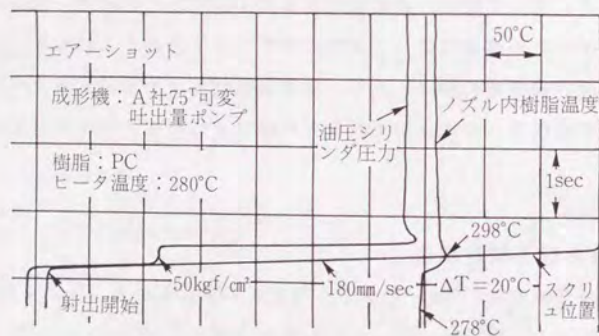 エアーショット
50°C
成形機：A社75ᵀ可変
吐出量ポンプ
ノズル内樹脂温度
油圧シリ
ンダ圧力
樹脂：PC
ヒータ温度：280°C
1sec
298°C
50kgf/cm²
180mm/sec
ΔT＝20°C
スクリ
ュ位置
射出開始
278°C